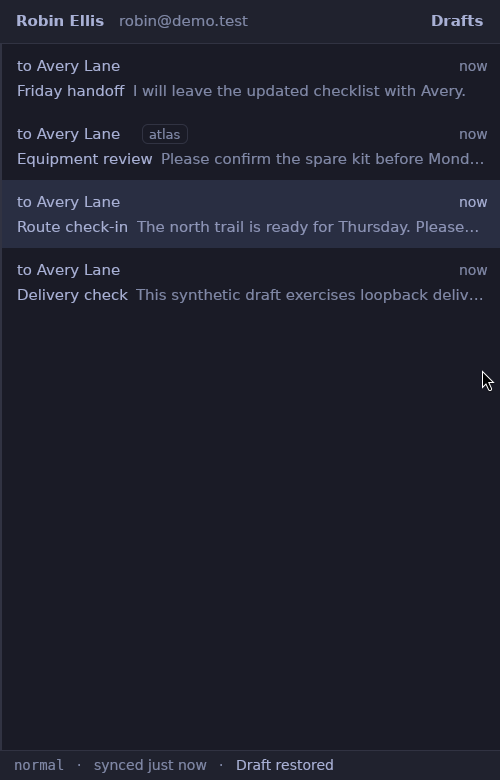 Robin Ellis robin@demo.test Drafts
to Avery Lane now
Friday handoff I will leave the updated checklist with Avery.
to Avery Lane atlas now
Equipment review Please confirm the spare kit before Mond…
to Avery Lane now
Route check-in The north trail is ready for Thursday. Please…
to Avery Lane now
Delivery check This synthetic draft exercises loopback deliv…
normal · synced just now · Draft restored